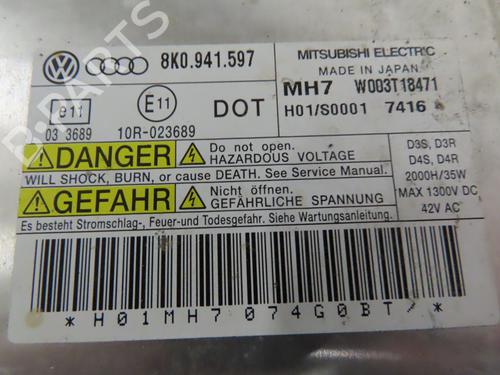 8K0.941.597
MITSUBISHI ELECTRIC
MADE IN JAPAN
MH7 W003T18471
H01/S0001 7416 A
e11
E11
DOT
03 3689
10R-023689
DANGER
Do not open.
HAZARDOUS VOLTAGE
WILL SHOCK, BURN, or cause DEATH. See Service Manual.
GEFAHR
Nicht öffnen.
GEFÄHRLICHE SPANNUNG
Es besteht Stromschlag-, Feuer-und Todesgefahr. Siehe Wartungsanleitung.
D3S, D3R
D4S, D4R
2000H/35W
MAX 1300V DC
42V AC
*H01MH7074G0BT/*
B-PARTS